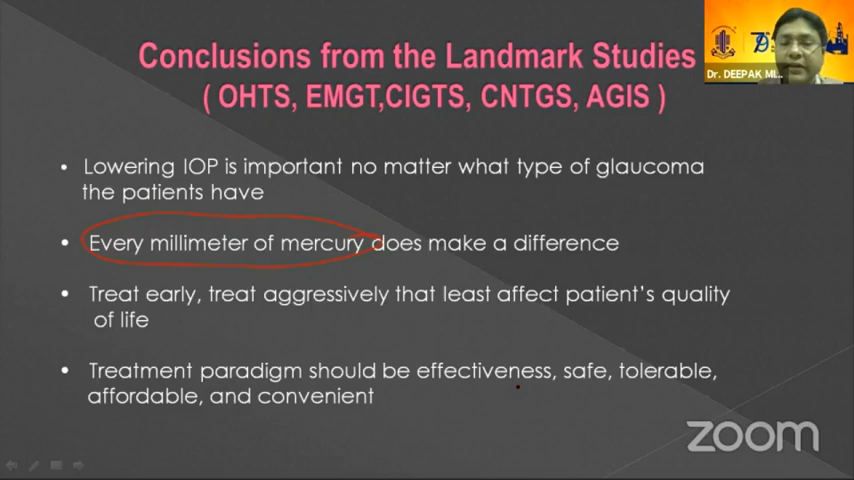 Conclusions from the Landmark Studies
( OHTS, EMGT,CIGTS, CNTGS, AGIS )
Dr. DEEPAK MI...
• Lowering IOP is important no matter what type of glaucoma
the patients have
• Every millimeter of mercury does make a difference
• Treat early, treat aggressively that least affect patient's quality
of life
• Treatment paradigm should be effectiveness, safe, tolerable,
affordable, and convenient
zoom